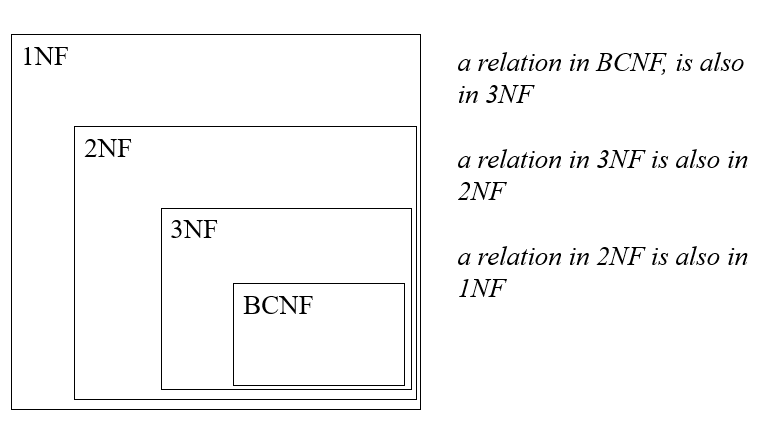 1NF
2NF
3NF
BCNF
a relation in BCNF, is also
in 3NF
a relation in 3NF is also in
2NF
a relation in 2NF is also in
1NF